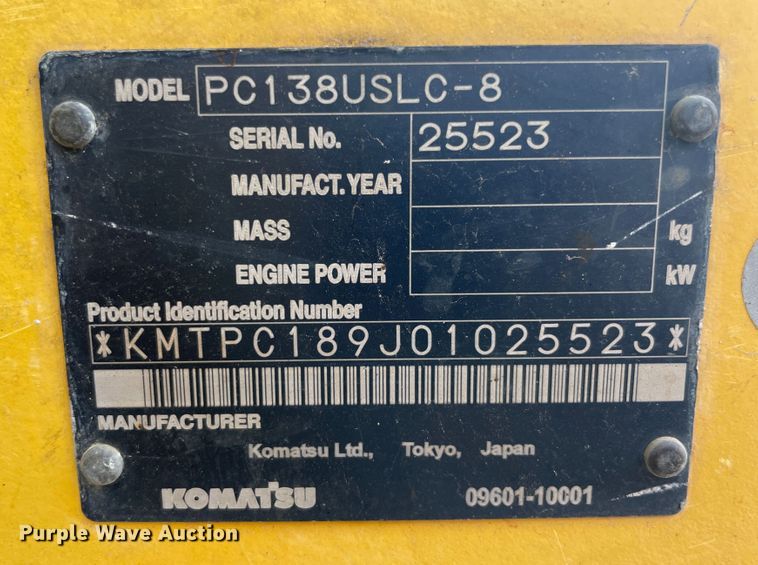 MODEL PC138USLC-8
SERIAL No. 25523
MANUFACT. YEAR
MASS kg
ENGINE POWER kW
Product Identification Number
*KMTPC189J01025523*
MANUFACTURER
Komatsu Ltd., Tokyo, Japan
KOMATSU 09601-10C01
Purple Wave Auction